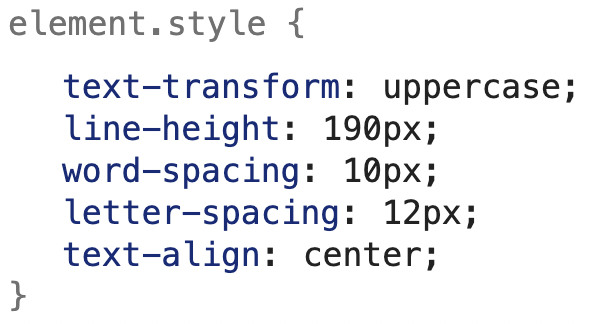 element.style {
text-transform: uppercase;
line-height: 190px;
word-spacing: 10px;
letter-spacing: 12px;
text-align: center;
}